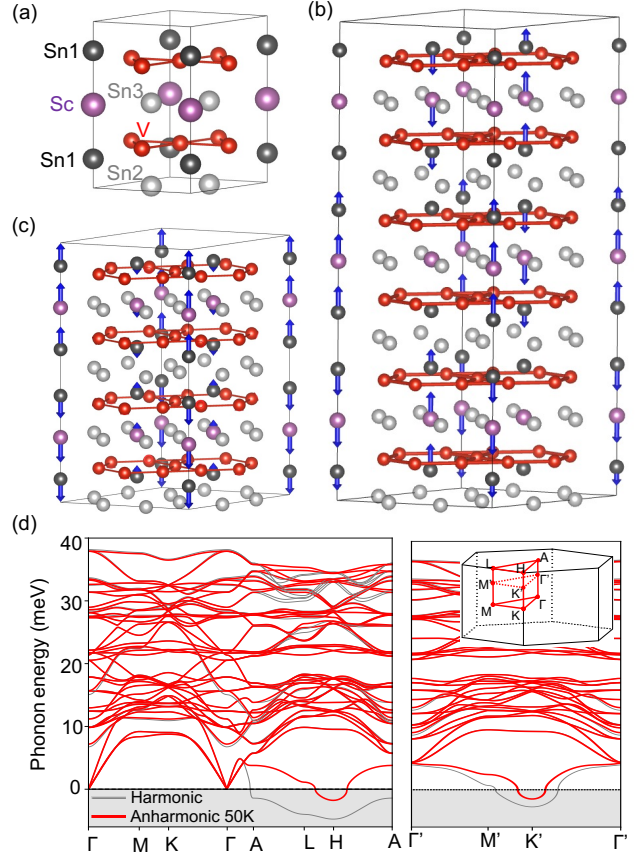 (a)
Sn1
Sn3
Sc
V
Sn1
Sn2
(b)
(c)
(d)
40
30
20
10
0
Phonon energy (meV)
Harmonic
Anharmonic 50K
Γ M K Γ A L H A
L A
H
M' Γ'
K'
M Γ
K
Γ' M' K' Γ'